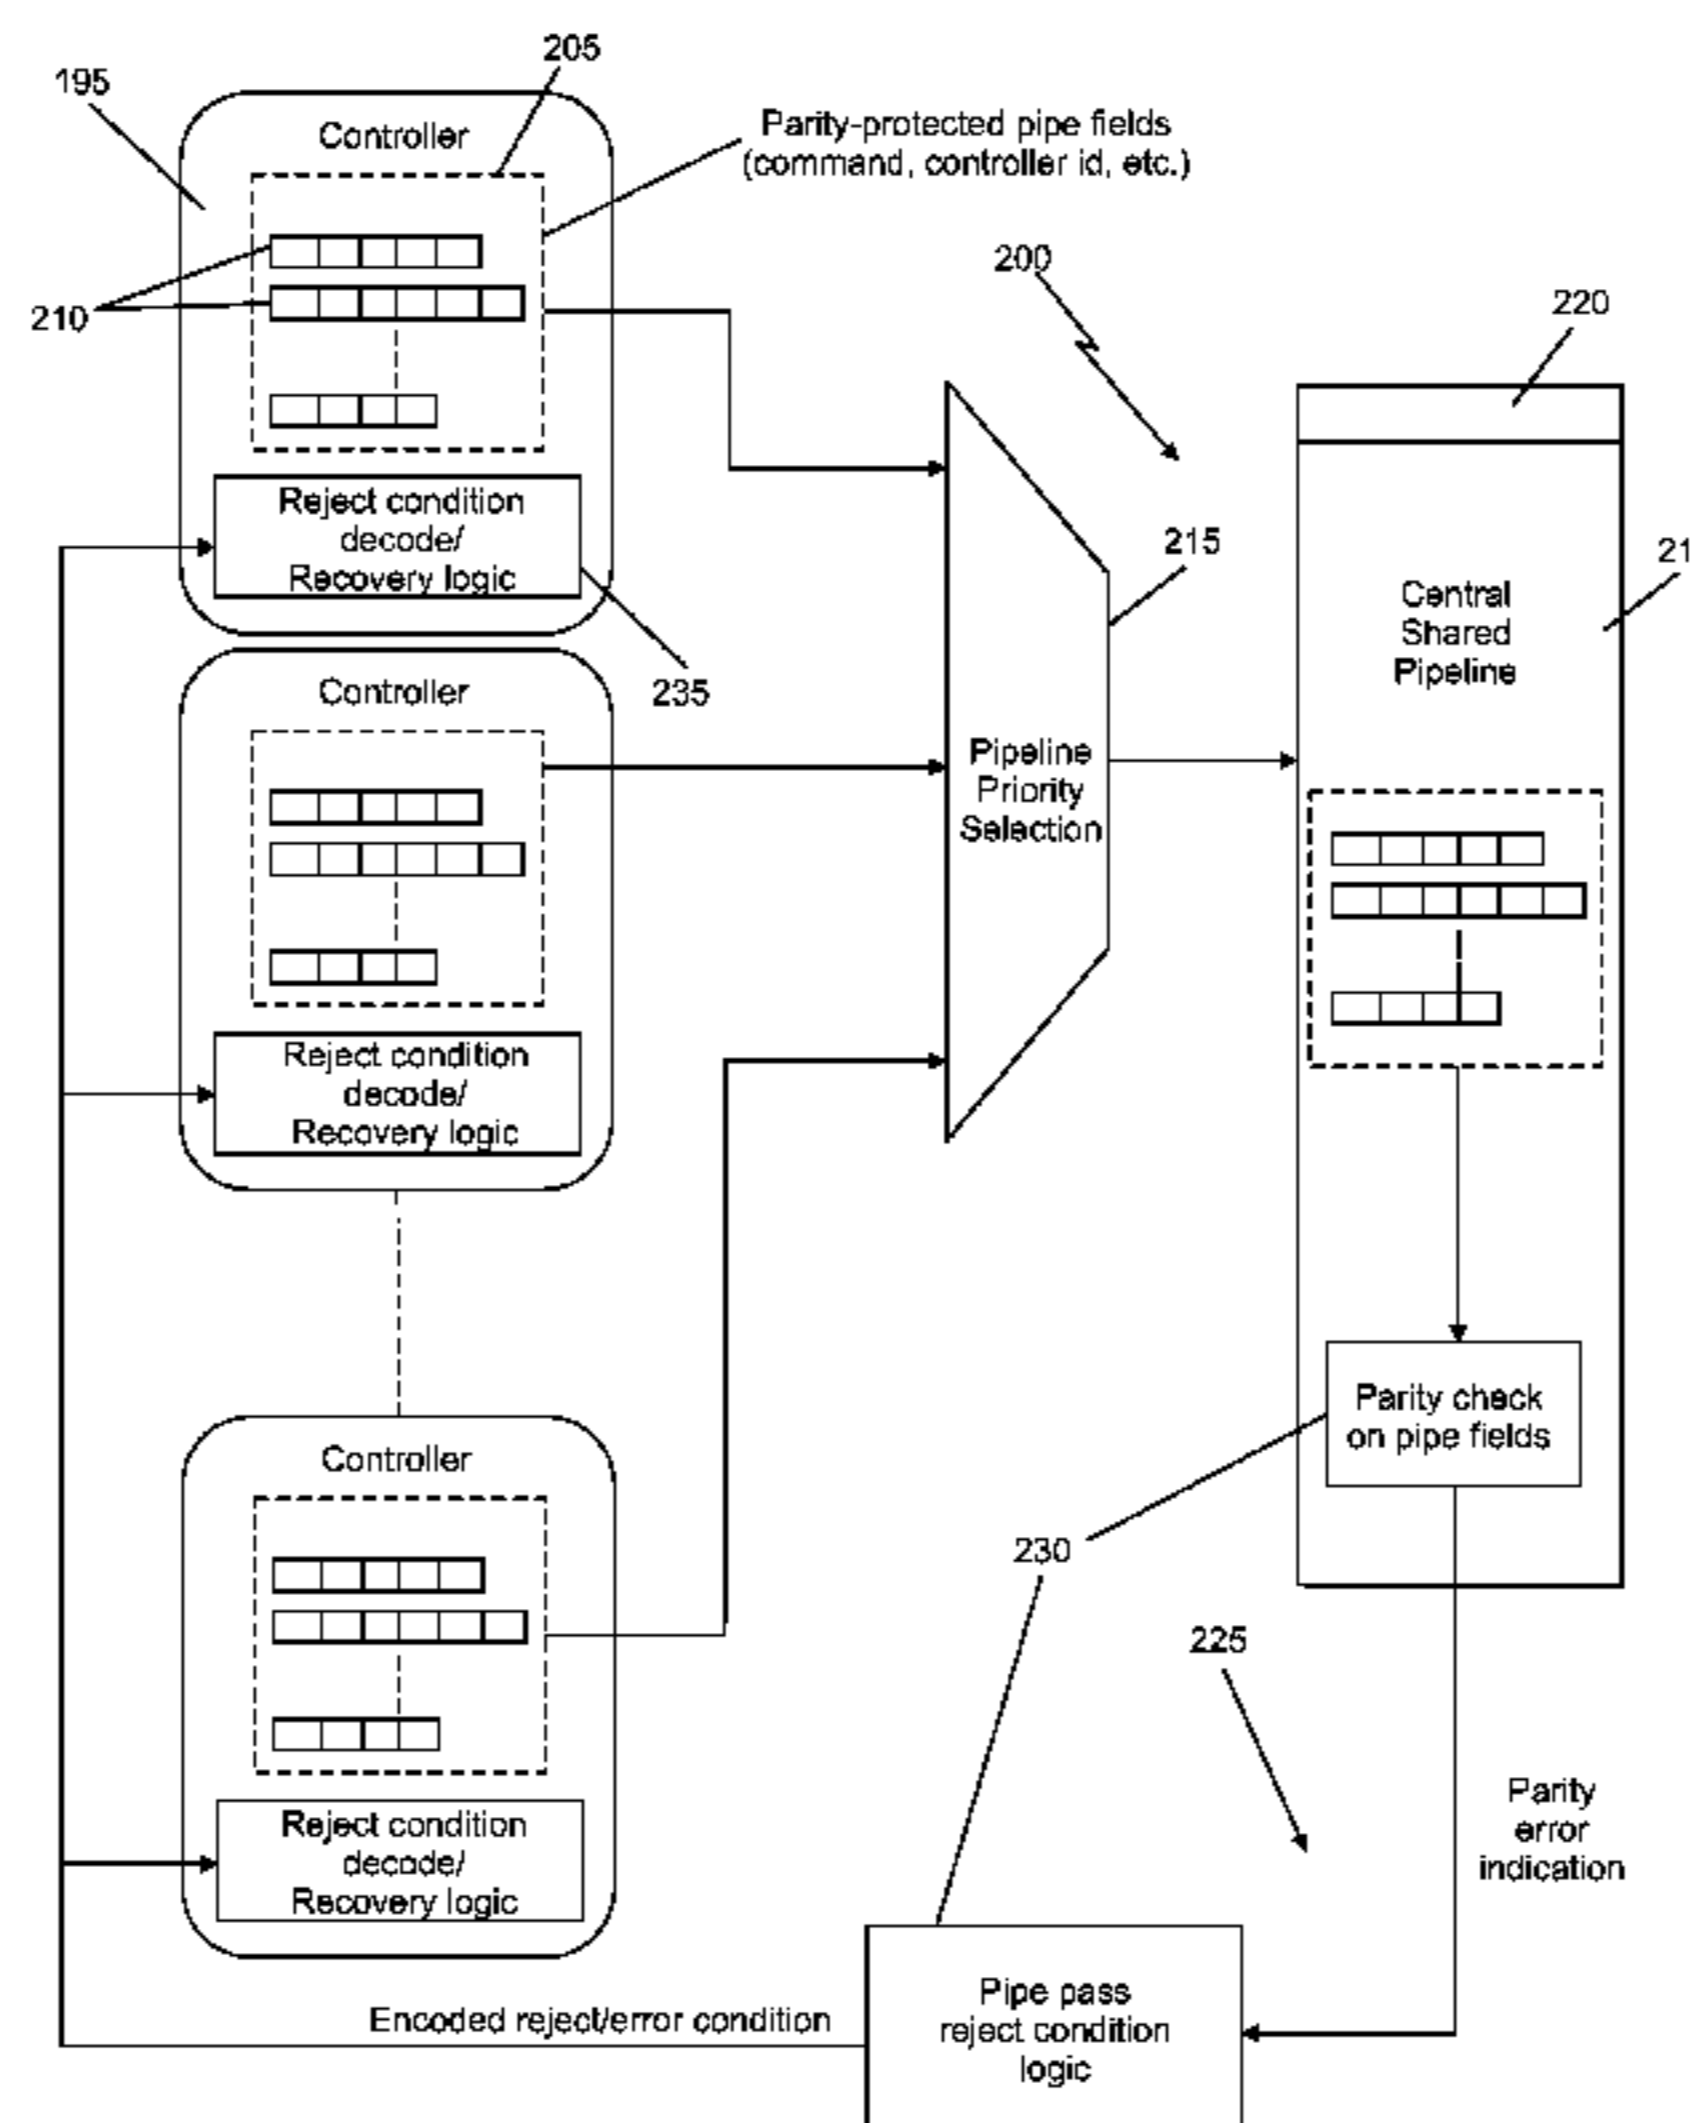 205
195
Controller
Parity-protected pipe fields
(command, controller id, etc.)
200
210
220
Reject condition
decode/
Recovery logic
215
21
Central
Shared
Pipeline
235
Controller
Pipeline
Priority
Selection
Reject condition
decode/
Recovery logic
Parity check
on pipe fields
Controller
230
225
Parity
error
indication
Reject condition
decode/
Recovery logic
Encoded reject/error condition
Pipe pass
reject condition
logic